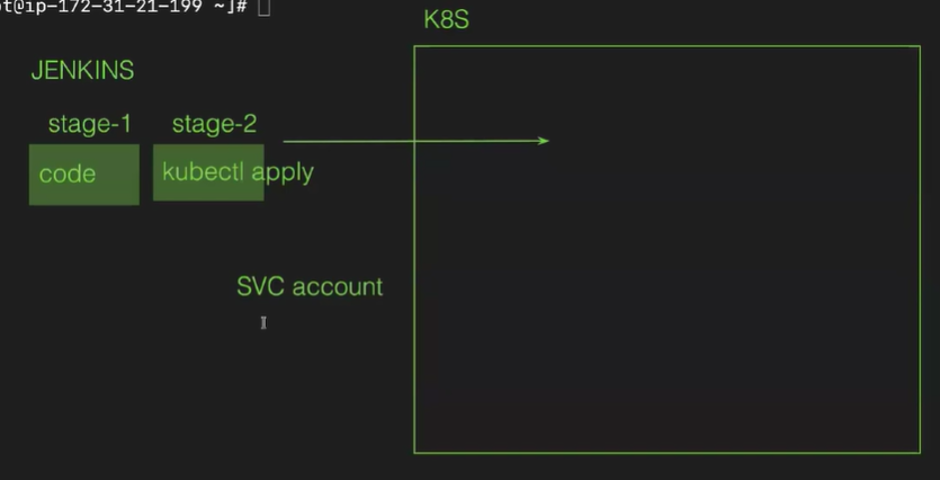 t@ip-172-31-21-199 ~]#
K8S
JENKINS
stage-1 stage-2
code kubectl apply
SVC account